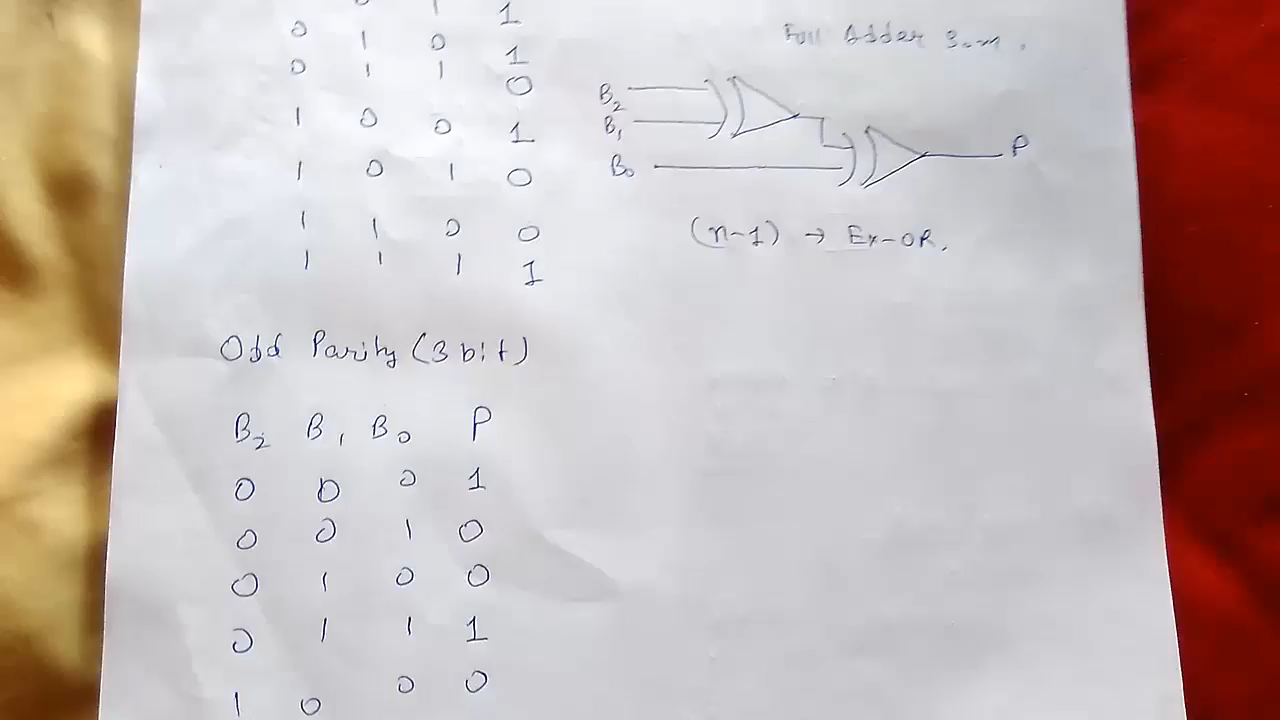 1
0 1 0 1
0 1 1 0
1 0 0 1
1 0 1 0
1 1 0 0
1 1 1 1
Full Adder Sum.
B2
B1
B0
P
(n-1) → Ex-OR.
Odd Parity (3 bit)
B2 B1 B0 P
0 0 0 1
0 0 1 0
0 1 0 0
0 1 1 1
1 0 0 0